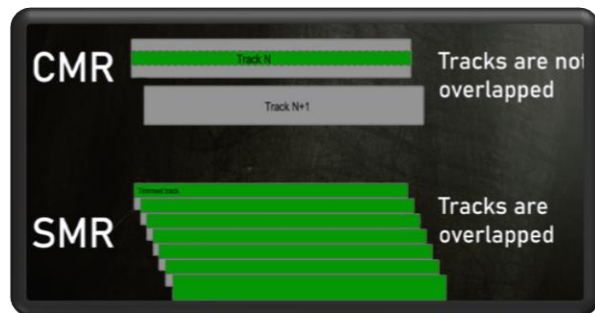 CMR
Track N
Track N+1
Tracks are not
overlapped
SMR
Trimmed track
Tracks are
overlapped